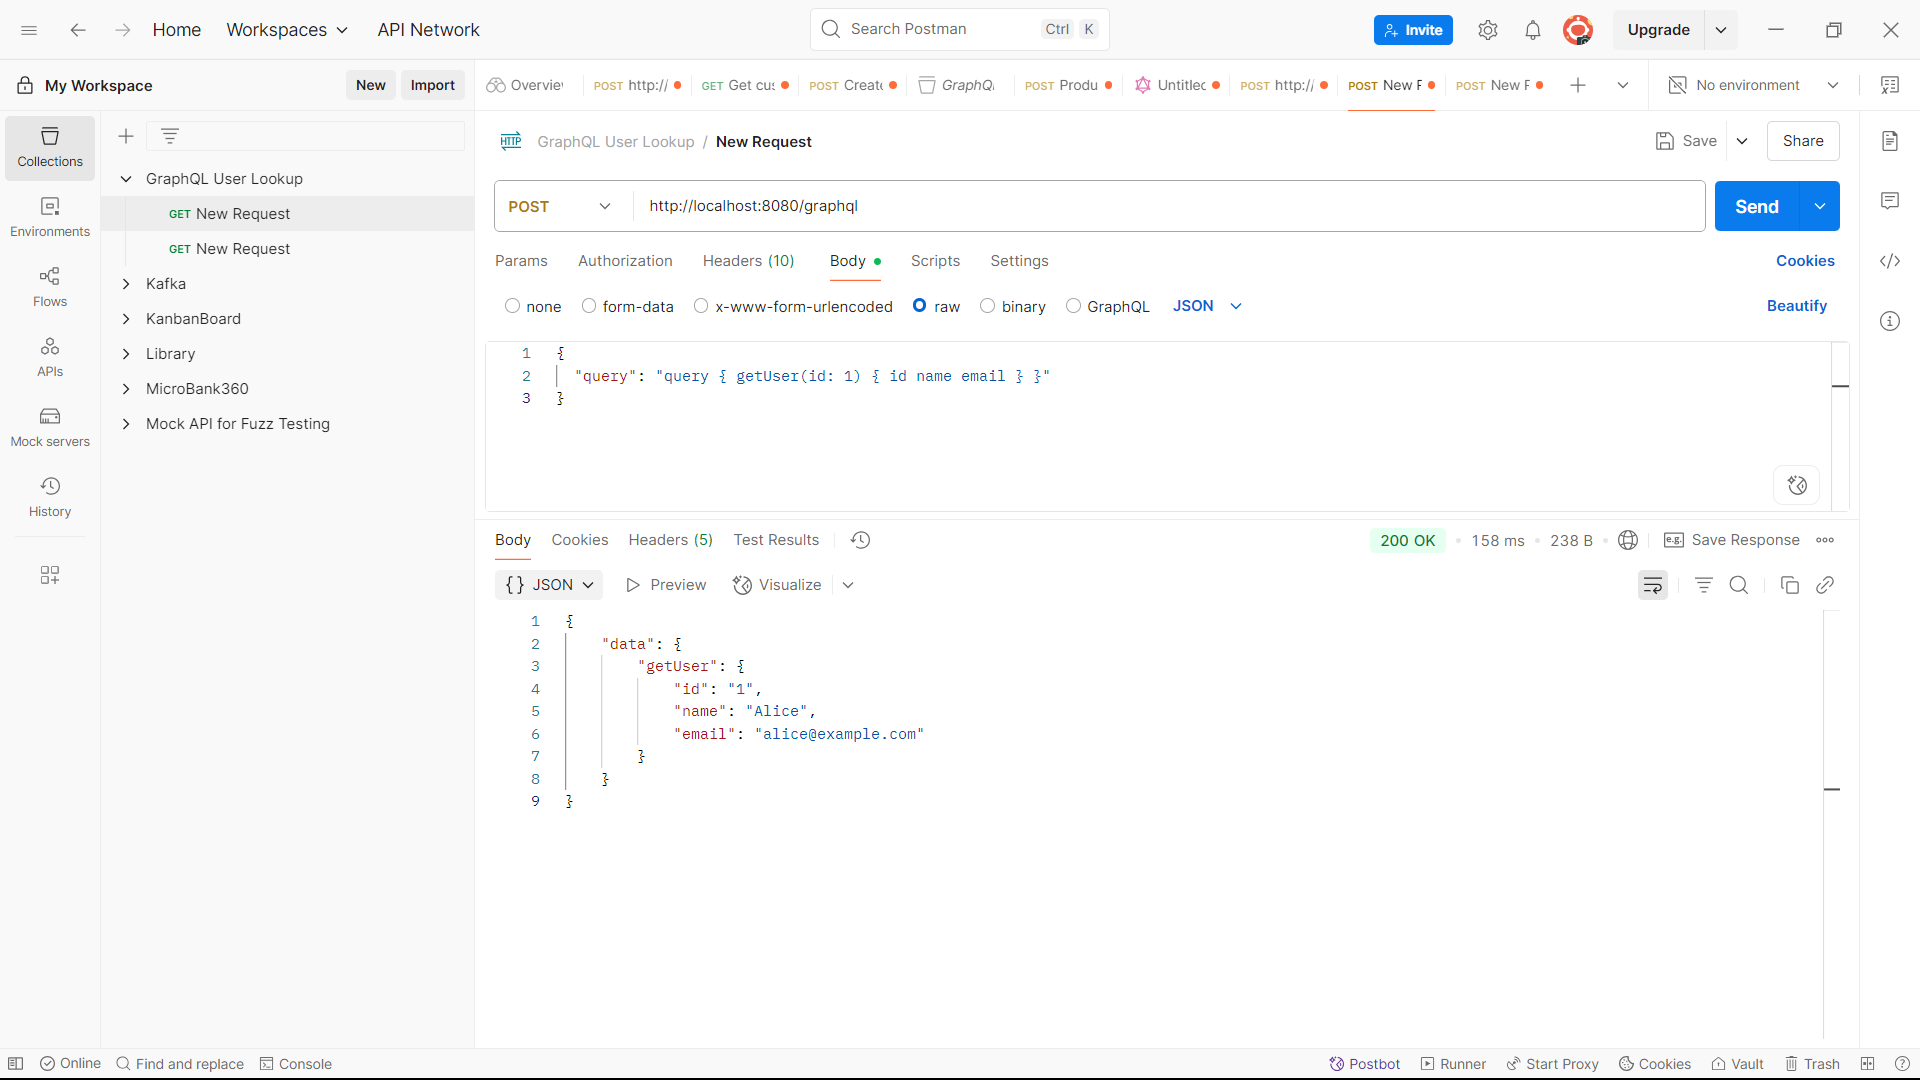 Home Workspaces API Network Search Postman Ctrl K Invite Upgrade
My Workspace New Import Overview POST http:// GET Get cus POST Create GraphQL POST Produ Untitled POST http:/ POST New F POST New F No environment
Collections
Environments
Flows
APIs
Mock servers
History
GraphQL User Lookup
GET New Request
GET New Request
Kafka
KanbanBoard
Library
MicroBank360
Mock API for Fuzz Testing
HTTP GraphQL User Lookup / New Request Save Share
POST http://localhost:8080/graphql Send
Params Authorization Headers (10) Body Scripts Settings Cookies
none form-data x-www-form-urlencoded raw binary GraphQL JSON Beautify
1 {
2 "query": "query { getUser(id: 1) { id name email } }"
3 }
Body Cookies Headers (5) Test Results 200 OK 158 ms 238 B e.g. Save Response
{} JSON Preview Visualize
1 {
2 "data": {
3 "getUser": {
4 "id": "1",
5 "name": "Alice",
6 "email": "alice@example.com"
7 }
8 }
9 }
Online Find and replace Console Postbot Runner Start Proxy Cookies Vault Trash